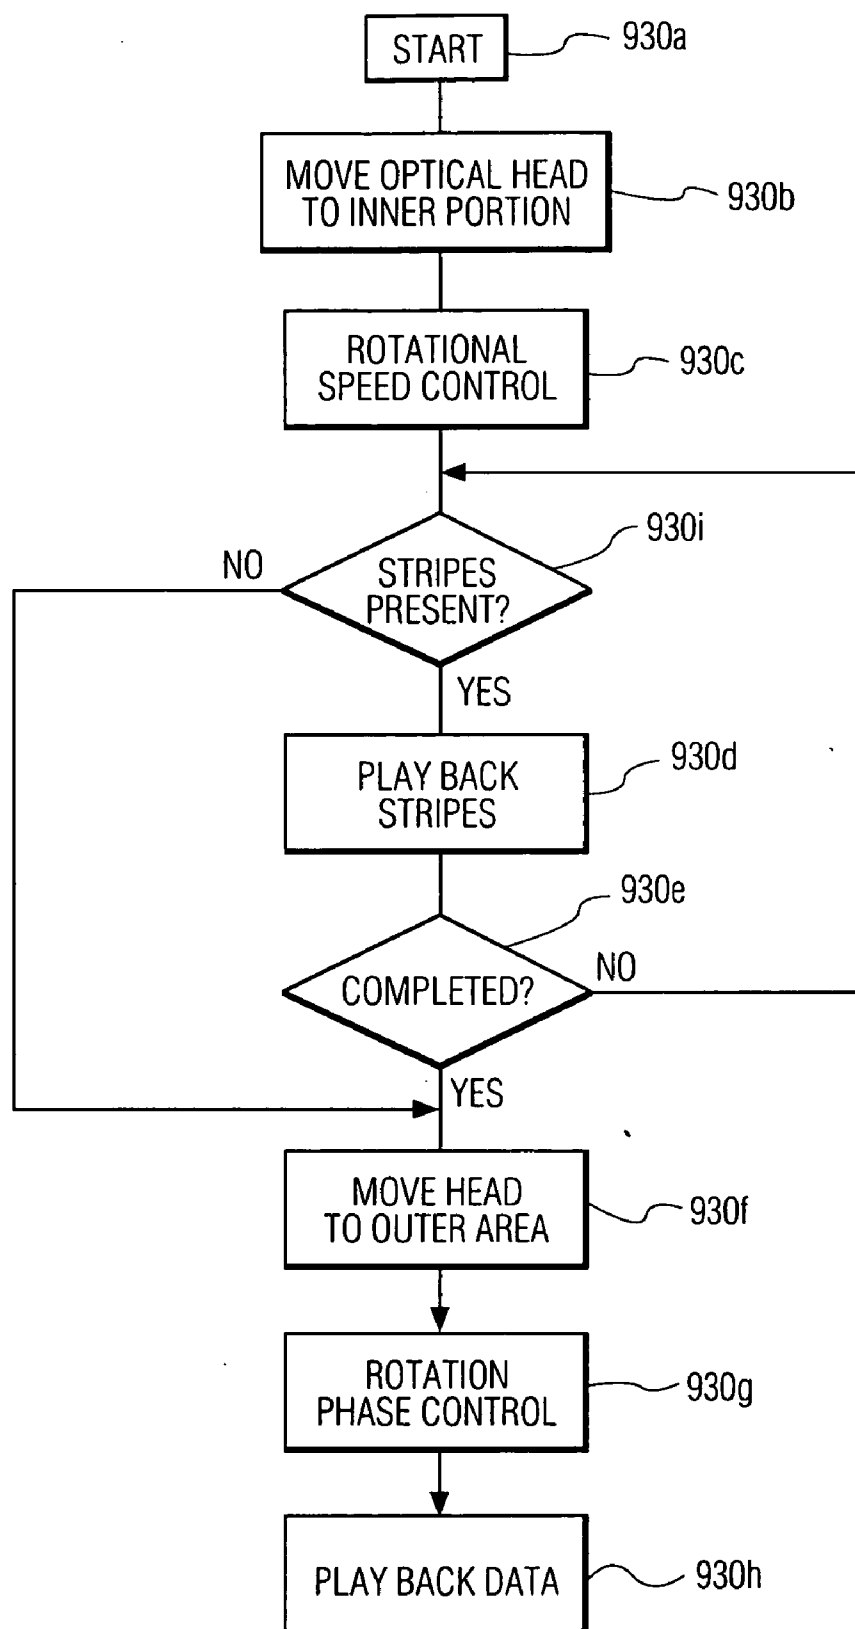 START
930a
MOVE OPTICAL HEAD
TO INNER PORTION
930b
ROTATIONAL
SPEED CONTROL
930c
930i
NO
STRIPES
PRESENT?
YES
PLAY BACK
STRIPES
930d
930e
COMPLETED?
NO
YES
MOVE HEAD
TO OUTER AREA
930f
ROTATION
PHASE CONTROL
930g
PLAY BACK DATA
930h